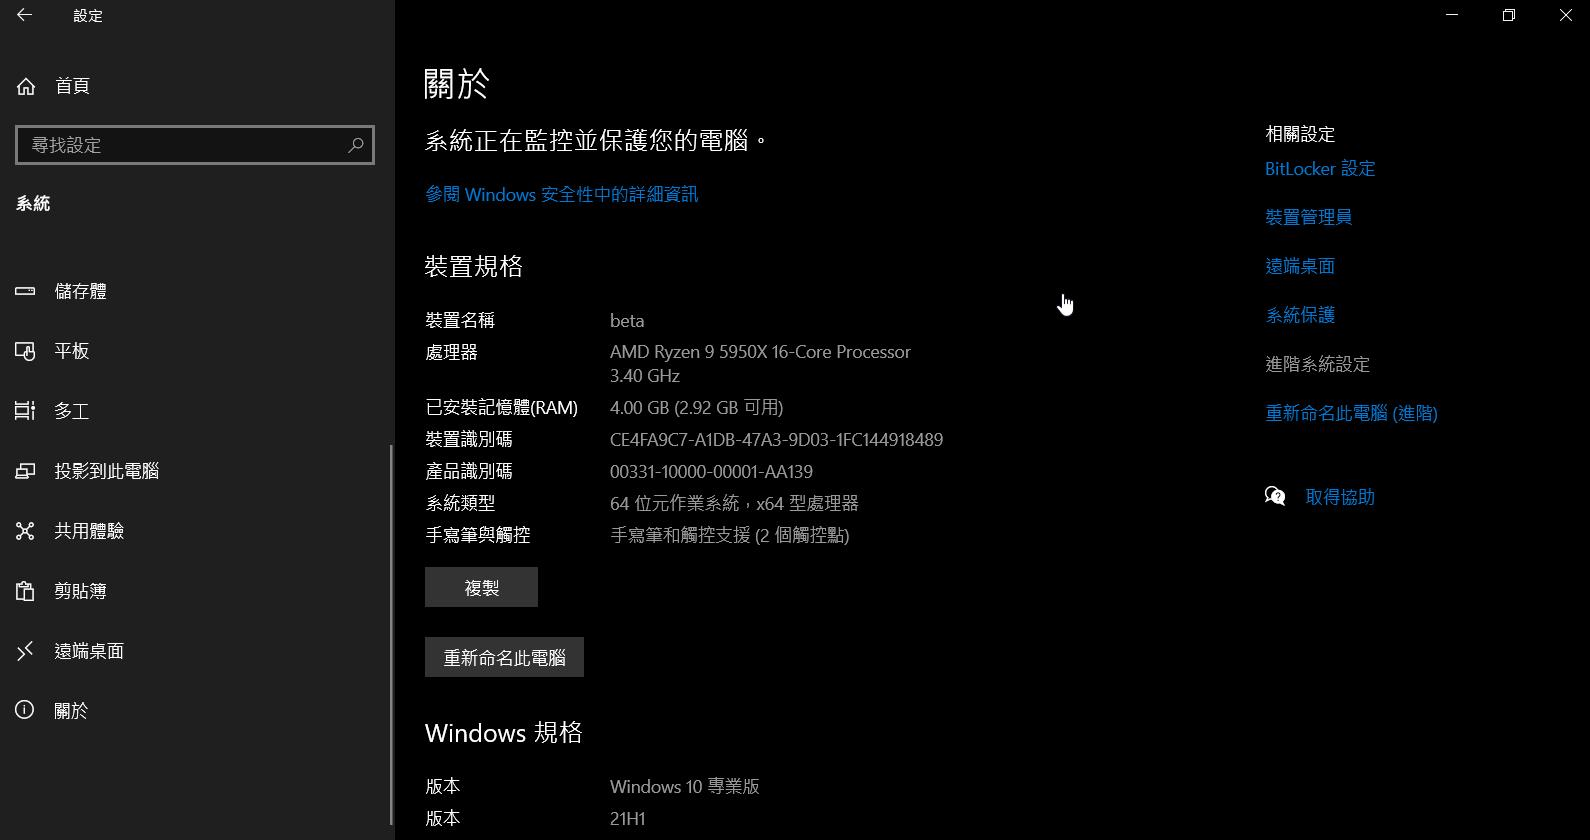 設定
首頁
尋找設定
系統
儲存體
平板
多工
投影到此電腦
共用體驗
剪貼簿
遠端桌面
關於
關於
系統正在監控並保護您的電腦。
參閱 Windows 安全性中的詳細資訊
裝置規格
裝置名稱 beta
處理器 AMD Ryzen 9 5950X 16-Core Processor
3.40 GHz
已安裝記憶體(RAM) 4.00 GB (2.92 GB 可用)
裝置識別碼 CE4FA9C7-A1DB-47A3-9D03-1FC144918489
產品識別碼 00331-10000-00001-AA139
系統類型 64 位元作業系統，x64 型處理器
手寫筆與觸控 手寫筆和觸控支援 (2 個觸控點)
複製
重新命名此電腦
Windows 規格
版本 Windows 10 專業版
版本 21H1
相關設定
BitLocker 設定
裝置管理員
遠端桌面
系統保護
進階系統設定
重新命名此電腦 (進階)
取得協助